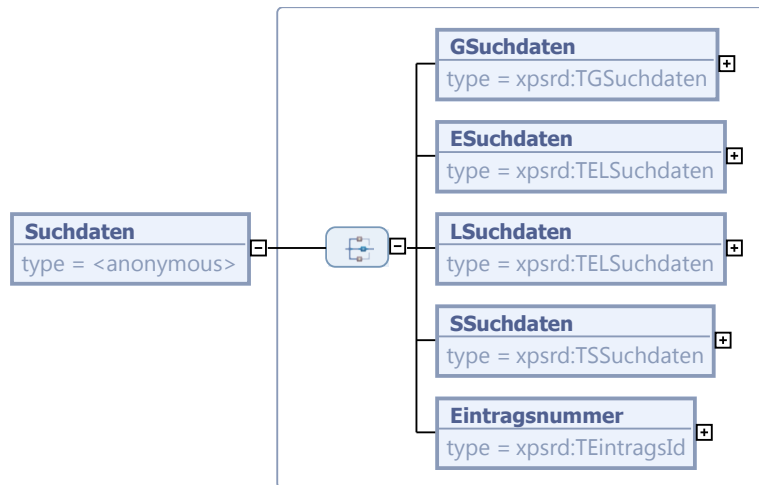 GSuchdaten
type = xpsrd:TGSuchdaten
ESuchdaten
type = xpsrd:TELSuchdaten
Suchdaten
type = <anonymous>
LSuchdaten
type = xpsrd:TELSuchdaten
SSuchdaten
type = xpsrd:TSSuchdaten
Eintragsnummer
type = xpsrd:TEintragsId